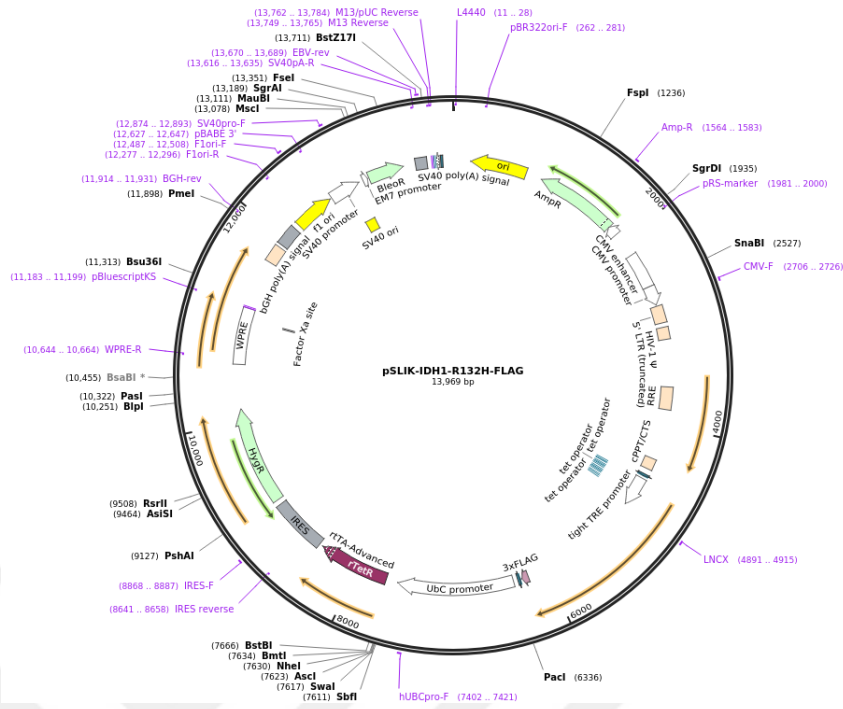 (13,762 .. 13,784) M13/pUC Reverse
(13,749 .. 13,765) M13 Reverse
(13,711) BstZ17I
(13,670 .. 13,689) EBV-rev
(13,616 .. 13,635) SV40pA-R
(13,351) FseI
(13,189) SgrAI
(13,111) MauBI
(13,078) MscI
(12,874 .. 12,893) SV40pro-F
(12,627 .. 12,647) pBABE 3'
(12,487 .. 12,508) F1ori-F
(12,277 .. 12,296) F1ori-R
(11,914 .. 11,931) BGH-rev
(11,898) PmeI
(11,313) Bsu36I
(11,183 .. 11,199) pBluescriptKS
(10,644 .. 10,664) WPRE-R
(10,455) BsaBI *
(10,322) PasI
(10,251) BlpI
(9508) RsrII
(9464) AsiSI
(9127) PshAI
(8868 .. 8887) IRES-F
(8641 .. 8658) IRES reverse
(7666) BstBI
(7634) BmtI
(7630) NheI
(7623) AscI
(7617) SwaI
(7611) SbfI
L4440 (11 .. 28)
pBR322ori-F (262 .. 281)
FspI (1236)
Amp-R (1564 .. 1583)
SgrDI (1935)
pRS-marker (1981 .. 2000)
SnaBI (2527)
CMV-F (2706 .. 2726)
LNCX (4891 .. 4915)
PacI (6336)
hUBCpro-F (7402 .. 7421)
2000
4000
6000
8000
10,000
12,000
SV40 poly(A) signal
ori
AmpR
CMV enhancer
CMV promoter
5' LTR (truncated)
HIV-1 Ψ
RRE
cPPT/CTS
tet operator
tet operator
tet operator
tight TRE promoter
3xFLAG
UbC promoter
rtTA-Advanced
rTetR
IRES
HygR
WPRE
Factor Xa site
bGH poly(A) signal
f1 ori
SV40 promoter
SV40 ori
EM7 promoter
BleoR
pSLIK-IDH1-R132H-FLAG
13,969 bp